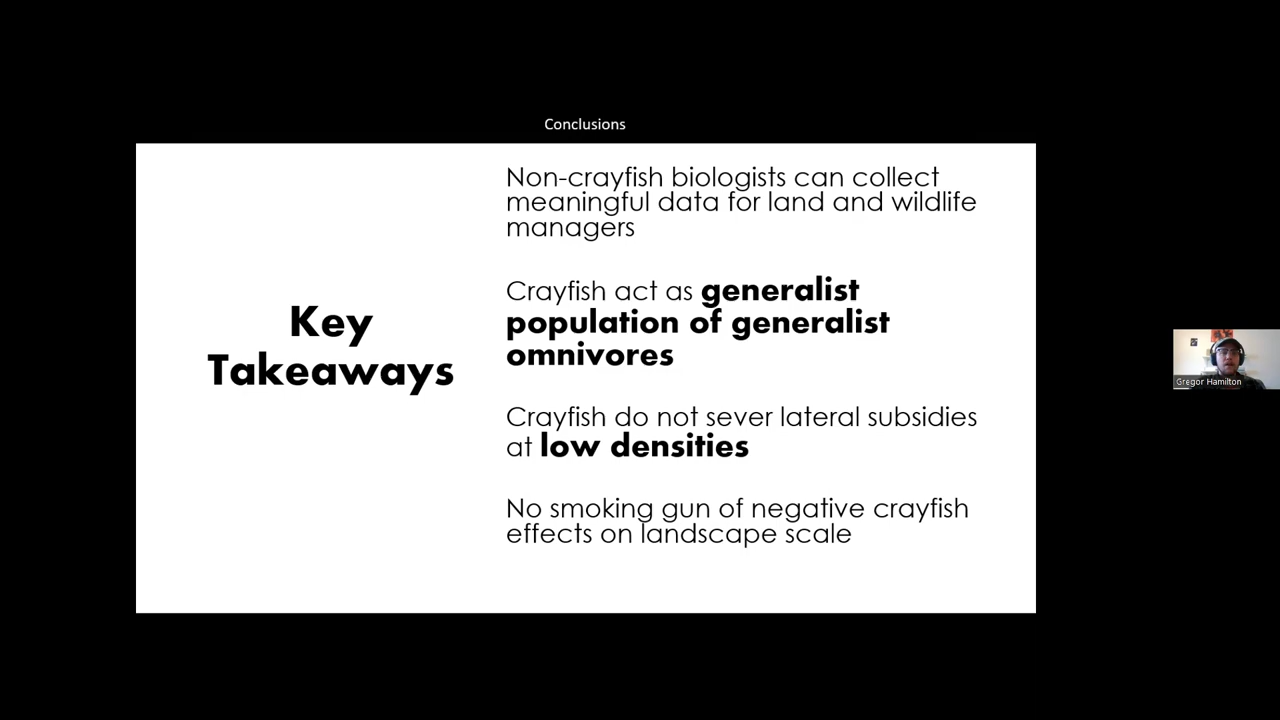 Conclusions
Key
Takeaways
Non-crayfish biologists can collect
meaningful data for land and wildlife
managers
Crayfish act as generalist
population of generalist
omnivores
Crayfish do not sever lateral subsidies
at low densities
No smoking gun of negative crayfish
effects on landscape scale
Gregor Hamilton